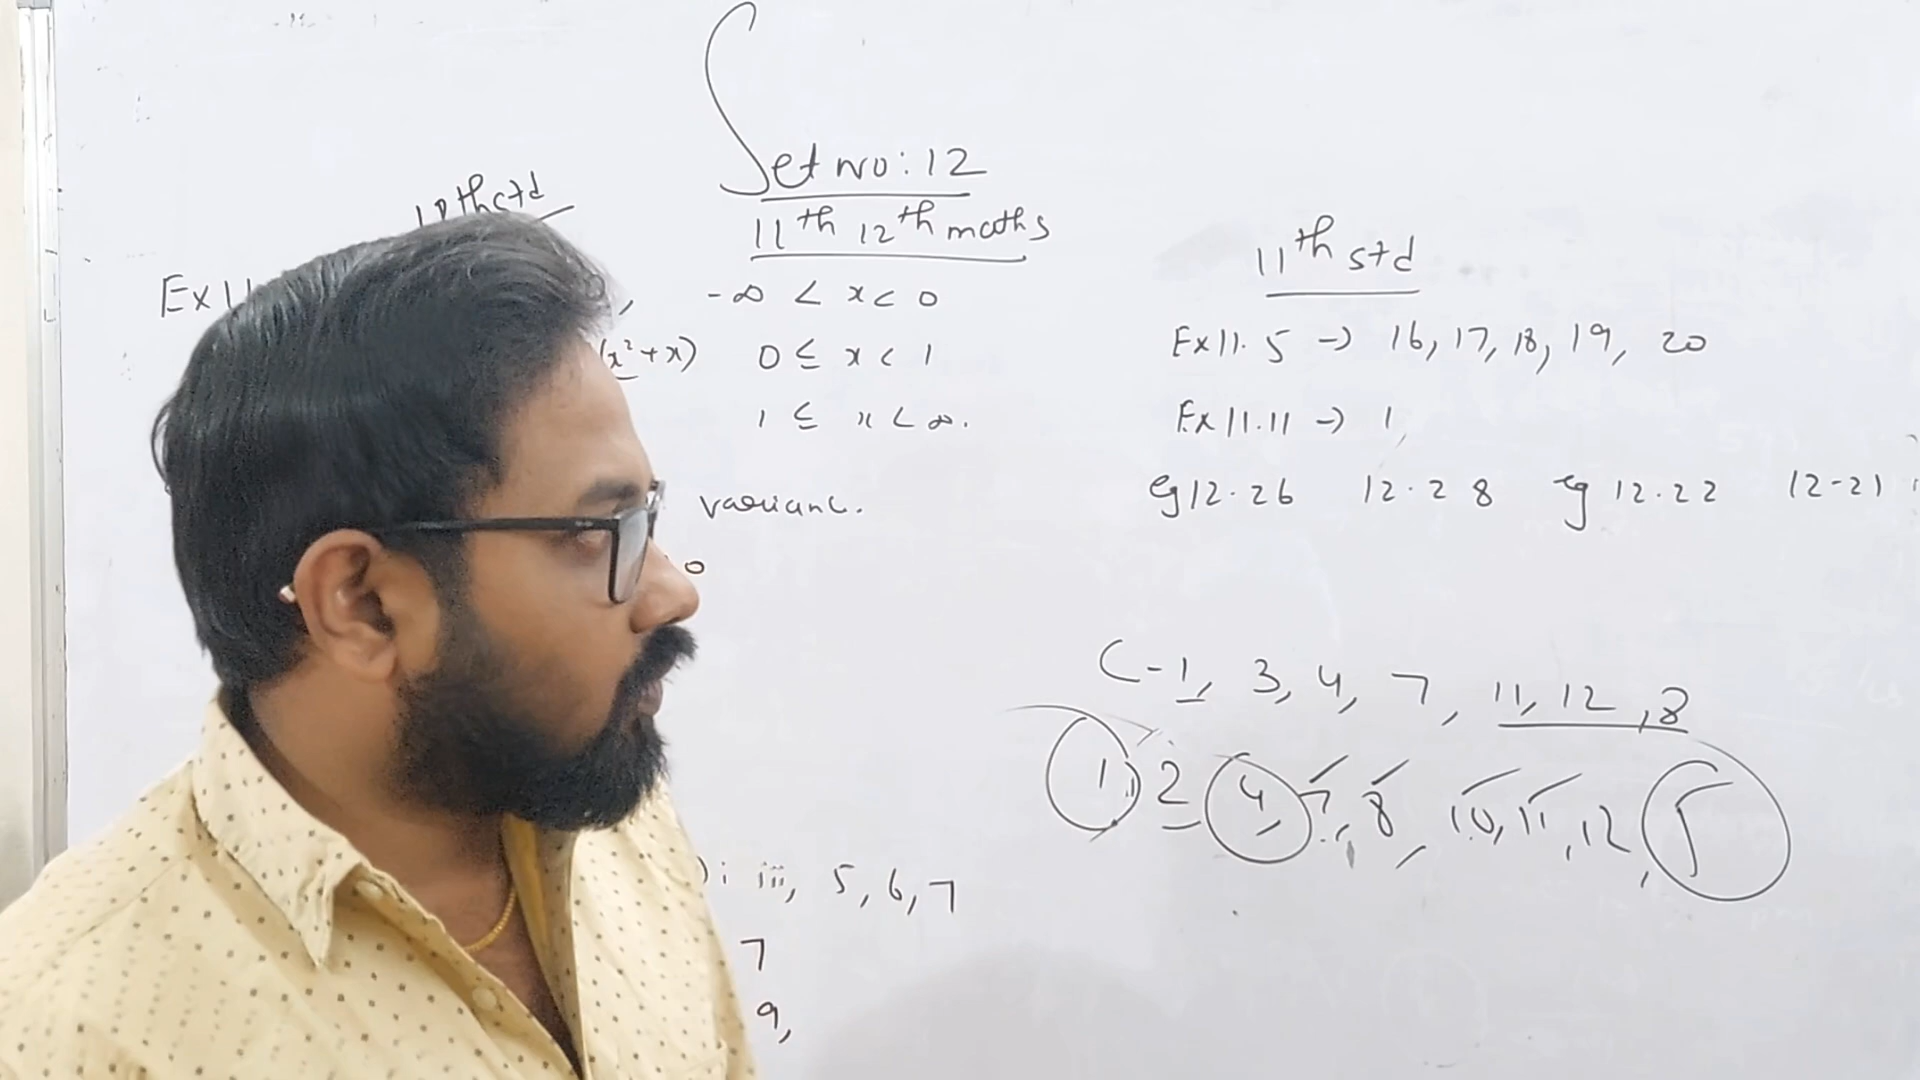 Set no: 12
11th 12th maths
12th std
Ex 11
, -∞ < x < 0
(x²+x) 0 ≤ x < 1
1 ≤ x < ∞.
variance.
0
) i iii, 5, 6, 7
7
9,
11th std
Ex 11.5 → 16, 17, 18, 19, 20
Ex 11.11 → 1,
eg 12.26 12.28 eg 12.22 12-21
C-1, 3, 4, 7, 11, 12, 8
1, 2 4, 7, 8, 10, 11, 12, 5